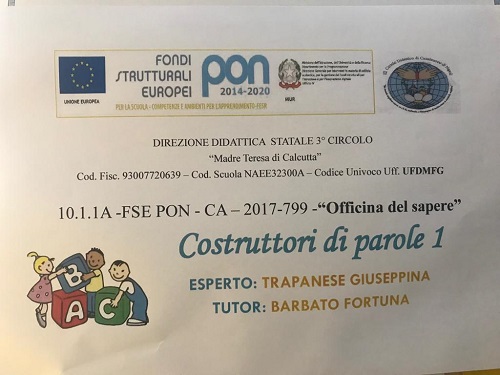 FONDI
STRUTTURALI
EUROPEI
pon
2014-2020
MIUR
UNIONE EUROPEA
PER LA SCUOLA - COMPETENZE E AMBIENTI PER L'APPRENDIMENTO-FESR
DIREZIONE DIDATTICA STATALE 3° CIRCOLO
“Madre Teresa di Calcutta”
Cod. Fisc. 93007720639 – Cod. Scuola NAEE32300A – Codice Univoco Uff. UFDMFG
10.1.1A -FSE PON - CA – 2017-799 -“Officina del sapere”
Costruttori di parole 1
ESPERTO: TRAPANESE GIUSEPPINA
TUTOR: BARBATO FORTUNA
B
A C